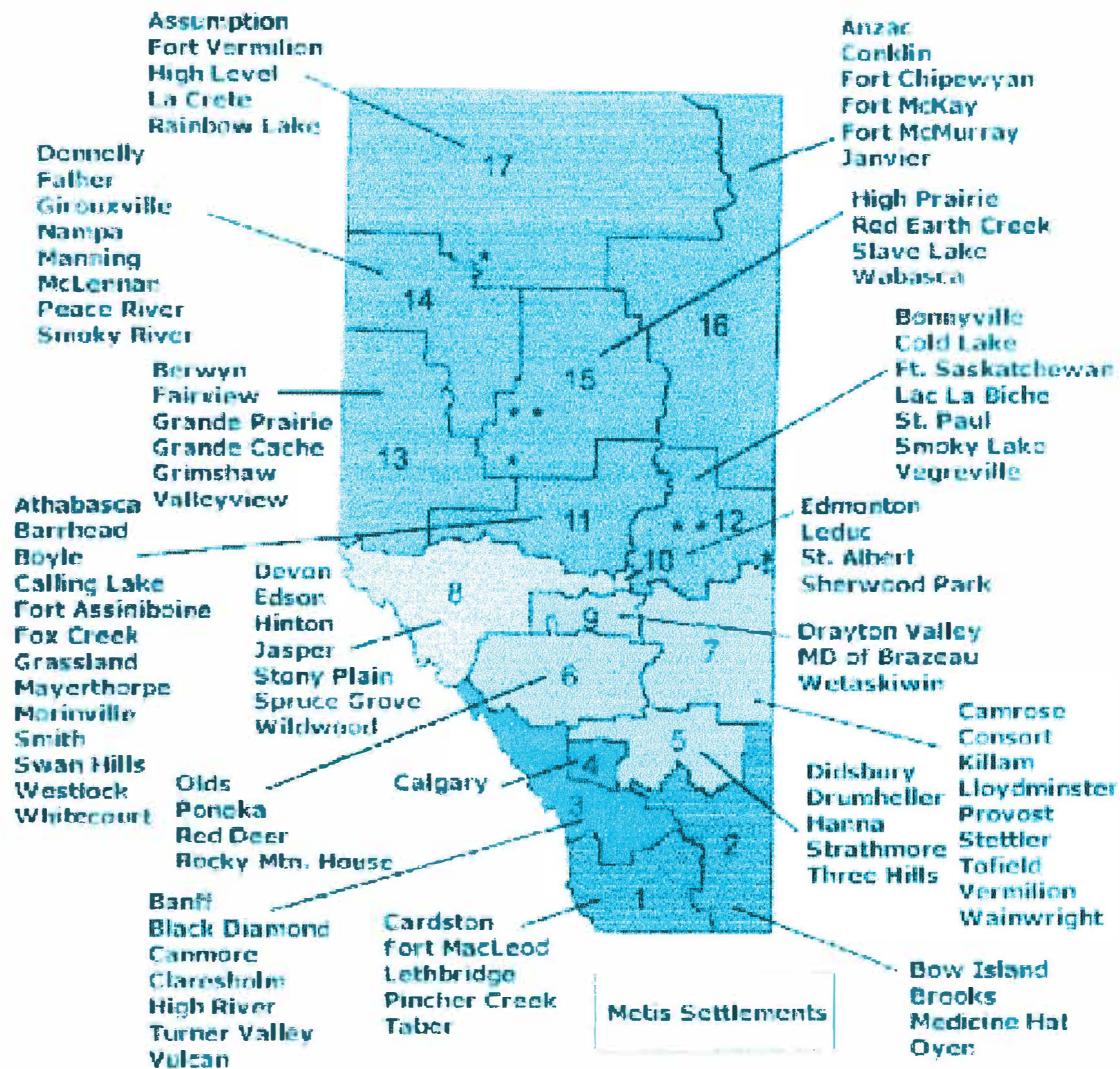 Assumption
Fort Vermilion
High Level
La Crete
Rainbow Lake
Anzac
Conklin
Fort Chipewyan
Fort McKay
Fort McMurray
Janvier
Donnelly
Falher
Girouxville
Nampa
Manning
McLennan
Peace River
Smoky River
High Prairie
Red Earth Creek
Slave Lake
Wabasca
Bonnyville
Cold Lake
Ft. Saskatchewan
Lac La Biche
St. Paul
Smoky Lake
Vegreville
Berwyn
Fairview
Grande Prairie
Grande Cache
Grimshaw
Valleyview
Athabasca
Barrhead
Boyle
Calling Lake
Fort Assiniboine
Fox Creek
Grassland
Mayerthorpe
Morinville
Smith
Swan Hills
Westlock
Whitecourt
Devon
Edson
Hinton
Jasper
Stony Plain
Spruce Grove
Wildwood
Edmonton
Leduc
St. Albert
Sherwood Park
Drayton Valley
MD of Brazeau
Wetaskiwin
Olds
Ponoka
Red Deer
Rocky Mtn. House
Calgary
Didsbury
Drumheller
Hanna
Strathmore
Three Hills
Camrose
Consort
Killam
Lloydminster
Provost
Stettler
Tofield
Vermilion
Wainwright
Banff
Black Diamond
Canmore
Claresholm
High River
Turner Valley
Vulcan
Cardston
Fort MacLeod
Lethbridge
Pincher Creek
Taber
Metis Settlements
Bow Island
Brooks
Medicine Hat
Oyen
17
14
16
15
13
11
12
10
8
9
7
6
5
4
3
2
1